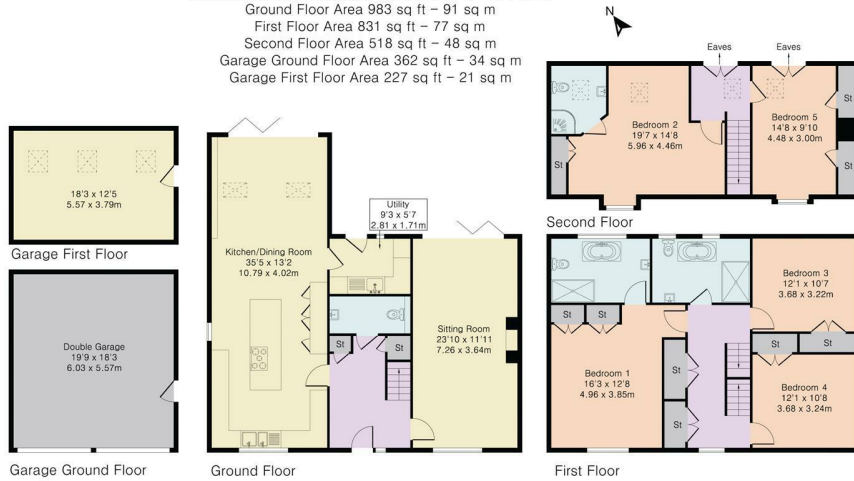 Ground Floor Area 983 sq ft – 91 sq m
First Floor Area 831 sq ft – 77 sq m
Second Floor Area 518 sq ft – 48 sq m
Garage Ground Floor Area 362 sq ft – 34 sq m
Garage First Floor Area 227 sq ft – 21 sq m
N
18'3 x 12'5
5.57 x 3.79m
Garage First Floor
Double Garage
19'9 x 18'3
6.03 x 5.57m
Garage Ground Floor
Kitchen/Dining Room
35'5 x 13'2
10.79 x 4.02m
Utility
9'3 x 5'7
2.81 x 1.71m
St
St
Sitting Room
23'10 x 11'11
7.26 x 3.64m
Ground Floor
Eaves
Eaves
St
Bedroom 2
19'7 x 14'8
5.96 x 4.46m
Bedroom 5
14'8 x 9'10
4.48 x 3.00m
St
St
Second Floor
St
St
Bedroom 1
16'3 x 12'8
4.96 x 3.85m
St
St
Bedroom 3
12'1 x 10'7
3.68 x 3.22m
St
St
Bedroom 4
12'1 x 10'8
3.68 x 3.24m
First Floor